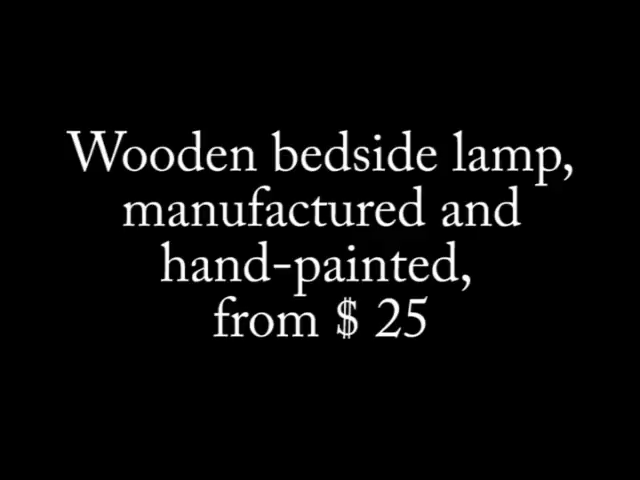 Wooden bedside lamp,
manufactured and
hand-painted,
from $ 25